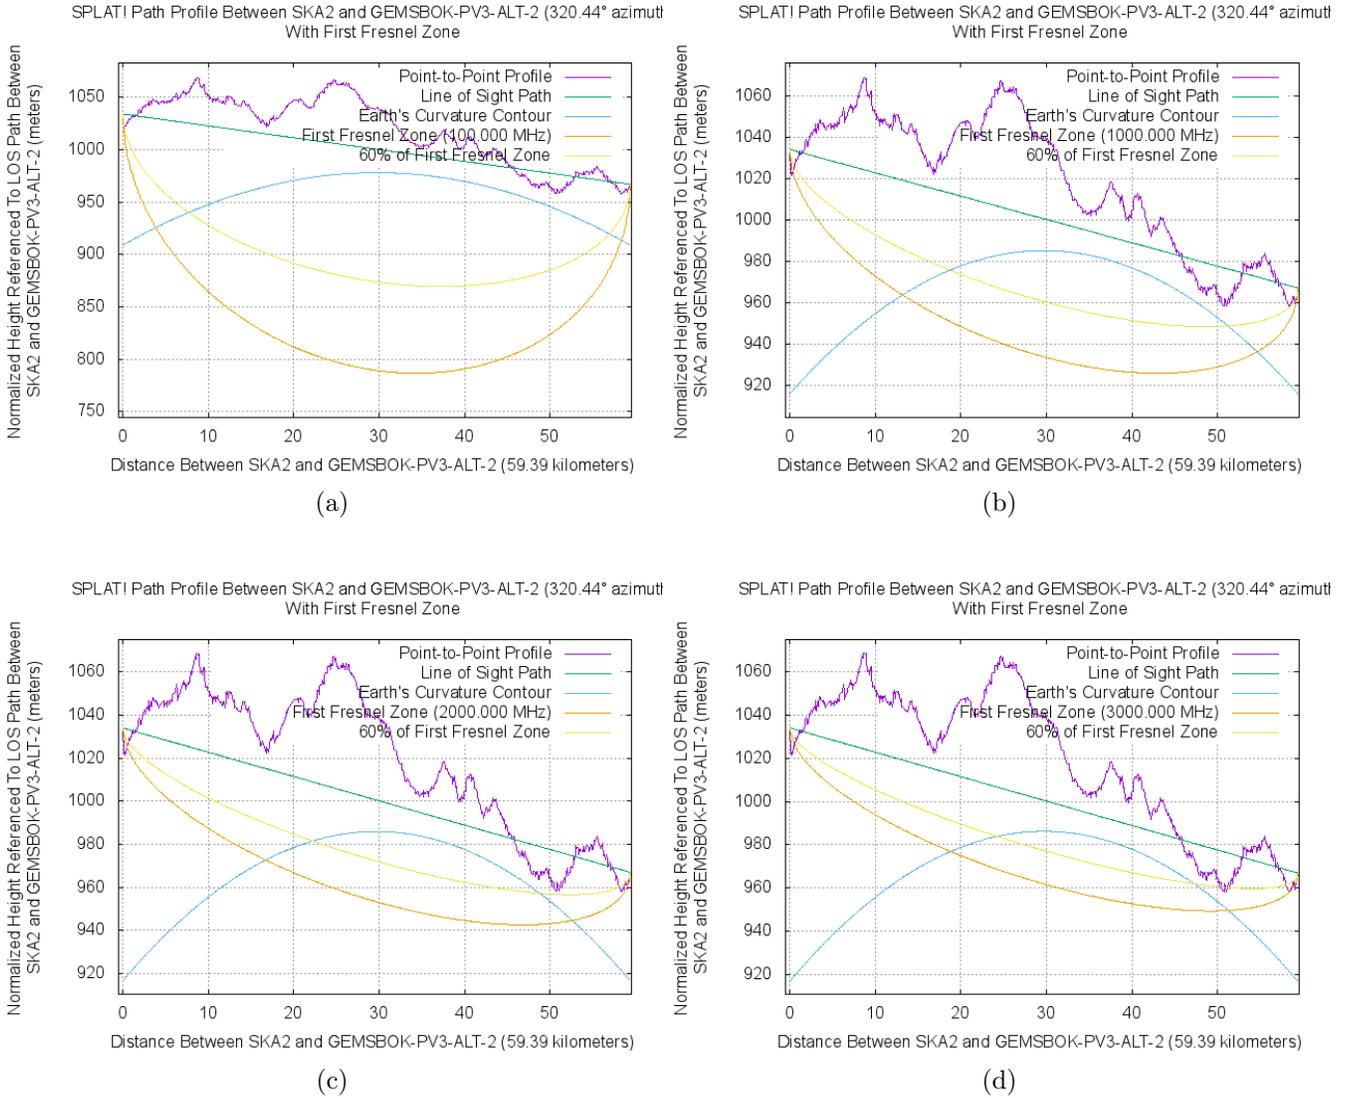 SPLAT! Path Profile Between SKA2 and GEMSBOK-PV3-ALT-2 (320.44° azimuth
With First Fresnel Zone
Normalized Height Referenced To LOS Path Between
SKA2 and GEMSBOK-PV3-ALT-2 (meters)
Point-to-Point Profile
Line of Sight Path
Earth's Curvature Contour
First Fresnel Zone (100.000 MHz)
60% of First Fresnel Zone
1050
1000
950
900
850
800
750
0 10 20 30 40 50
Distance Between SKA2 and GEMSBOK-PV3-ALT-2 (59.39 kilometers)
(a)
SPLAT! Path Profile Between SKA2 and GEMSBOK-PV3-ALT-2 (320.44° azimuth
With First Fresnel Zone
Normalized Height Referenced To LOS Path Between
SKA2 and GEMSBOK-PV3-ALT-2 (meters)
Point-to-Point Profile
Line of Sight Path
Earth's Curvature Contour
First Fresnel Zone (1000.000 MHz)
60% of First Fresnel Zone
1060
1040
1020
1000
980
960
940
920
0 10 20 30 40 50
Distance Between SKA2 and GEMSBOK-PV3-ALT-2 (59.39 kilometers)
(b)
SPLAT! Path Profile Between SKA2 and GEMSBOK-PV3-ALT-2 (320.44° azimuth
With First Fresnel Zone
Normalized Height Referenced To LOS Path Between
SKA2 and GEMSBOK-PV3-ALT-2 (meters)
Point-to-Point Profile
Line of Sight Path
Earth's Curvature Contour
First Fresnel Zone (2000.000 MHz)
60% of First Fresnel Zone
1060
1040
1020
1000
980
960
940
920
0 10 20 30 40 50
Distance Between SKA2 and GEMSBOK-PV3-ALT-2 (59.39 kilometers)
(c)
SPLAT! Path Profile Between SKA2 and GEMSBOK-PV3-ALT-2 (320.44° azimuth
With First Fresnel Zone
Normalized Height Referenced To LOS Path Between
SKA2 and GEMSBOK-PV3-ALT-2 (meters)
Point-to-Point Profile
Line of Sight Path
Earth's Curvature Contour
First Fresnel Zone (3000.000 MHz)
60% of First Fresnel Zone
1060
1040
1020
1000
980
960
940
920
0 10 20 30 40 50
Distance Between SKA2 and GEMSBOK-PV3-ALT-2 (59.39 kilometers)
(d)